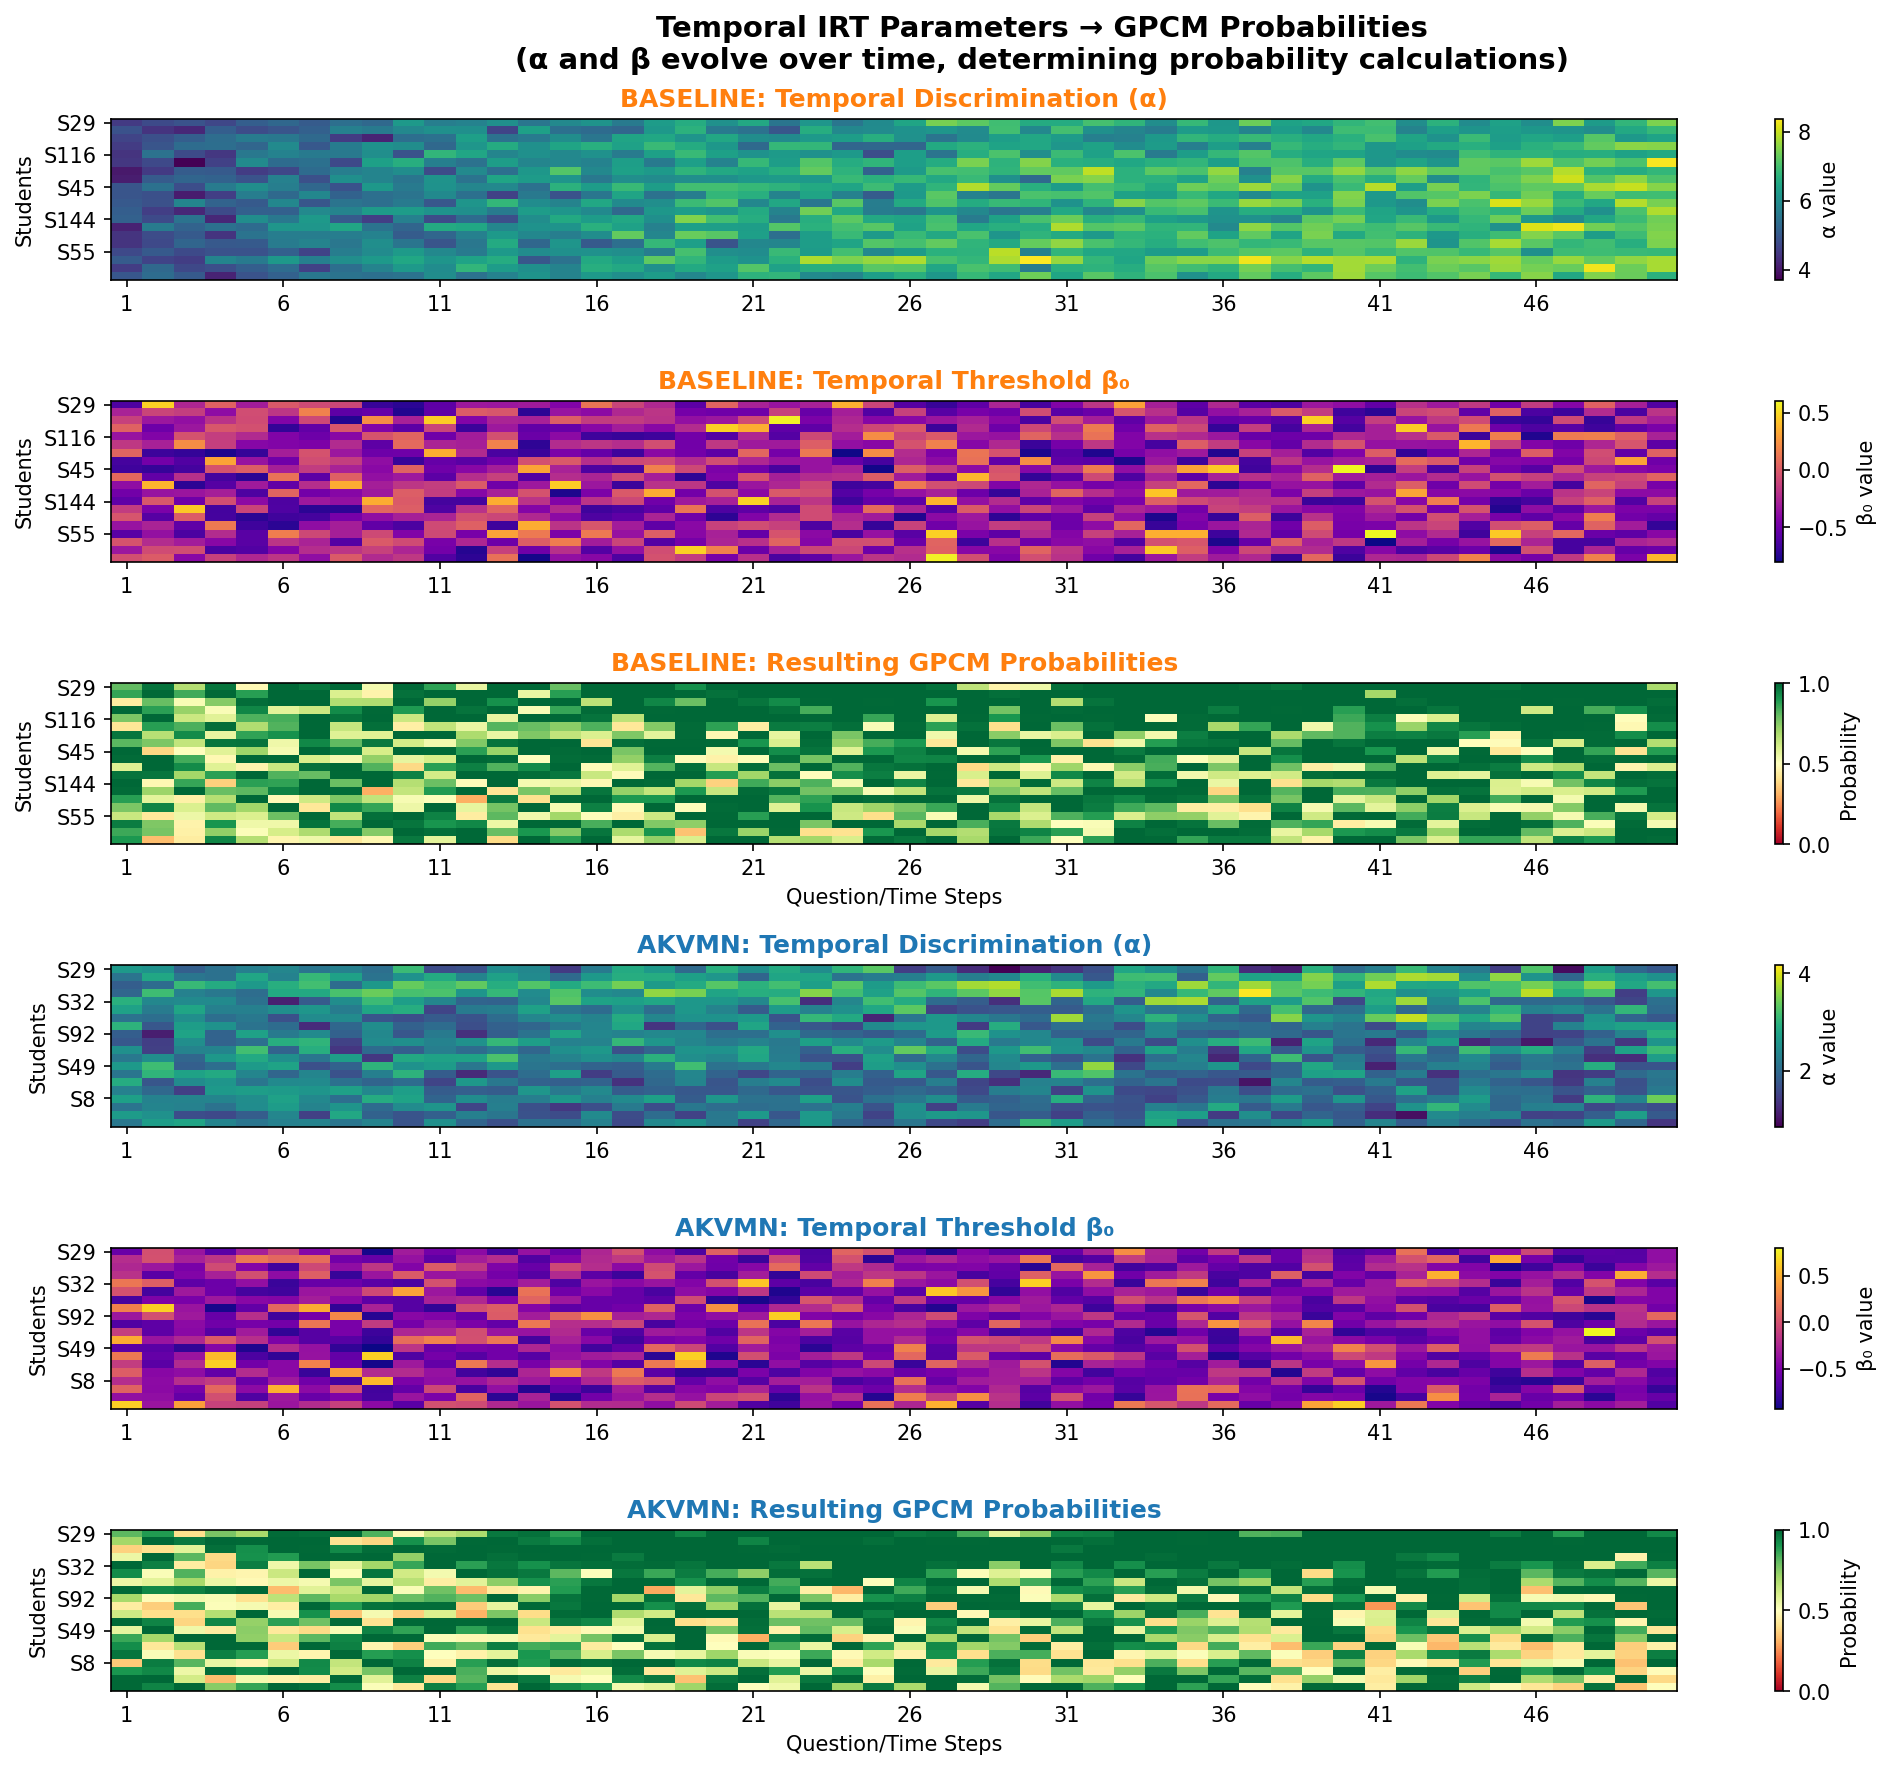 Temporal IRT Parameters → GPCM Probabilities
(α and β evolve over time, determining probability calculations)
BASELINE: Temporal Discrimination (α)
Students
S29
S116
S45
S144
S55
1 6 11 16 21 26 31 36 41 46
8
6
4
α value
BASELINE: Temporal Threshold β₀
Students
S29
S116
S45
S144
S55
1 6 11 16 21 26 31 36 41 46
0.5
0.0
−0.5
β₀ value
BASELINE: Resulting GPCM Probabilities
Students
S29
S116
S45
S144
S55
1 6 11 16 21 26 31 36 41 46
Question/Time Steps
1.0
0.5
0.0
Probability
AKVMN: Temporal Discrimination (α)
Students
S29
S32
S92
S49
S8
1 6 11 16 21 26 31 36 41 46
4
2
α value
AKVMN: Temporal Threshold β₀
Students
S29
S32
S92
S49
S8
1 6 11 16 21 26 31 36 41 46
0.5
0.0
−0.5
β₀ value
AKVMN: Resulting GPCM Probabilities
Students
S29
S32
S92
S49
S8
1 6 11 16 21 26 31 36 41 46
Question/Time Steps
1.0
0.5
0.0
Probability